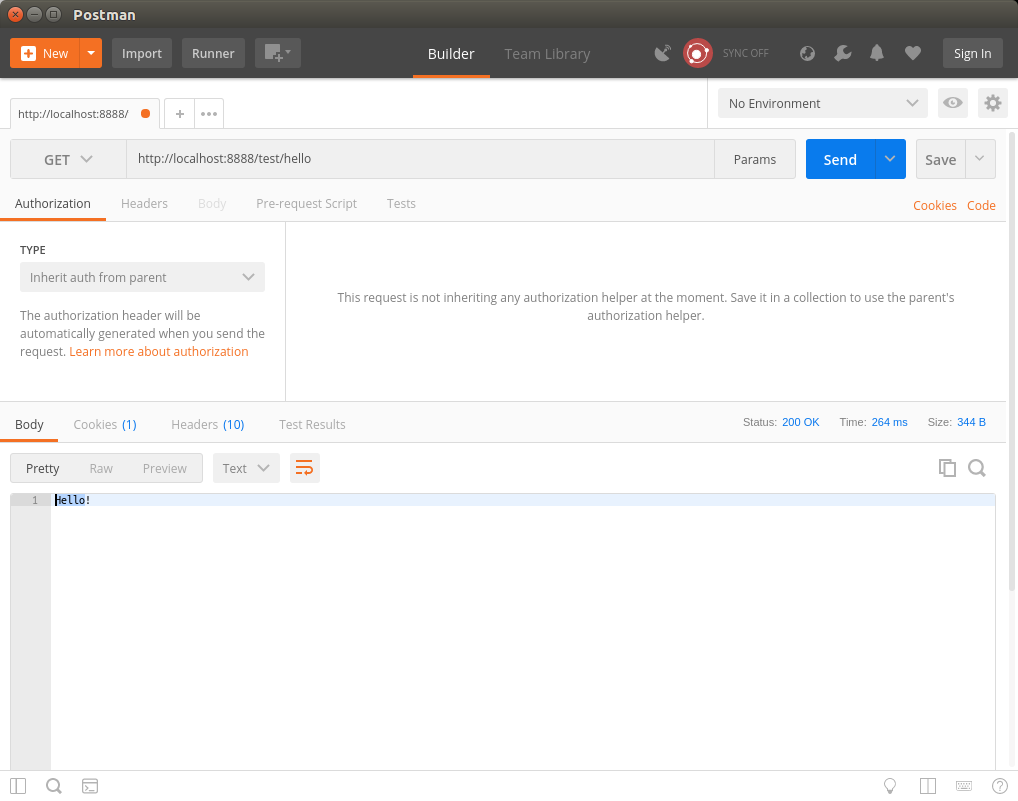 Postman
New Import Runner Builder Team Library SYNC OFF Sign In
http://localhost:8888/ No Environment
GET http://localhost:8888/test/hello Params Send Save
Authorization Headers Body Pre-request Script Tests Cookies Code
TYPE
Inherit auth from parent
The authorization header will be
automatically generated when you send the
request. Learn more about authorization
This request is not inheriting any authorization helper at the moment. Save it in a collection to use the parent's
authorization helper.
Body Cookies (1) Headers (10) Test Results Status: 200 OK Time: 264 ms Size: 344 B
Pretty Raw Preview Text
1 Hello!